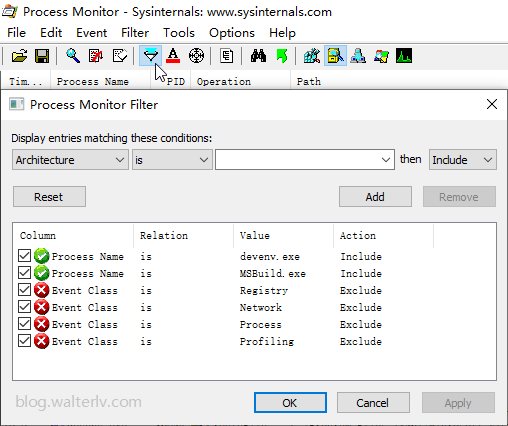 Process Monitor - Sysinternals: www.sysinternals.com
File Edit Event Filter Tools Options Help
Tim... Process Name PID Operation Path
Process Monitor Filter
Display entries matching these conditions:
Architecture is then Include
Reset Add Remove
Column Relation Value Action
Process Name is devenv.exe Include
Process Name is MSBuild.exe Include
Event Class is Registry Exclude
Event Class is Network Exclude
Event Class is Process Exclude
Event Class is Profiling Exclude
blog.walterlv.com OK Cancel Apply